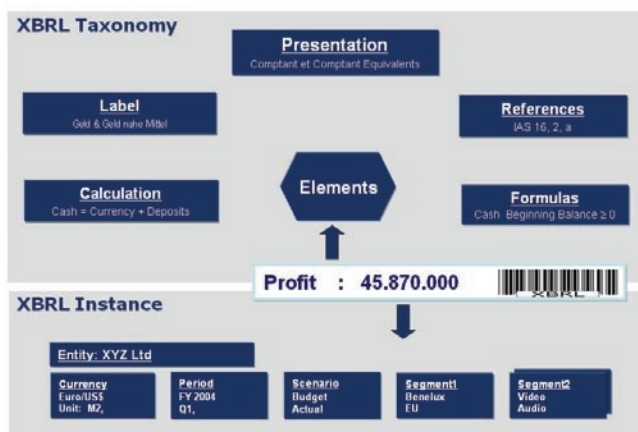 XBRL Taxonomy
Presentation
Comptant et Comptant Equivalents
Label
Geld & Geld nahe Mittel
References
IAS 16, 2, a
Calculation
Cash = Currency + Deposits
Elements
Formulas
Cash Beginning Balance ≥ 0
Profit : 45.870.000
XBRL
XBRL Instance
Entity: XYZ Ltd
Currency
Euro/US$
Unit: M2,
Period
FY 2004
Q1,
Scenario
Budget
Actual
Segment1
Benelux
EU
Segment2
Video
Audio